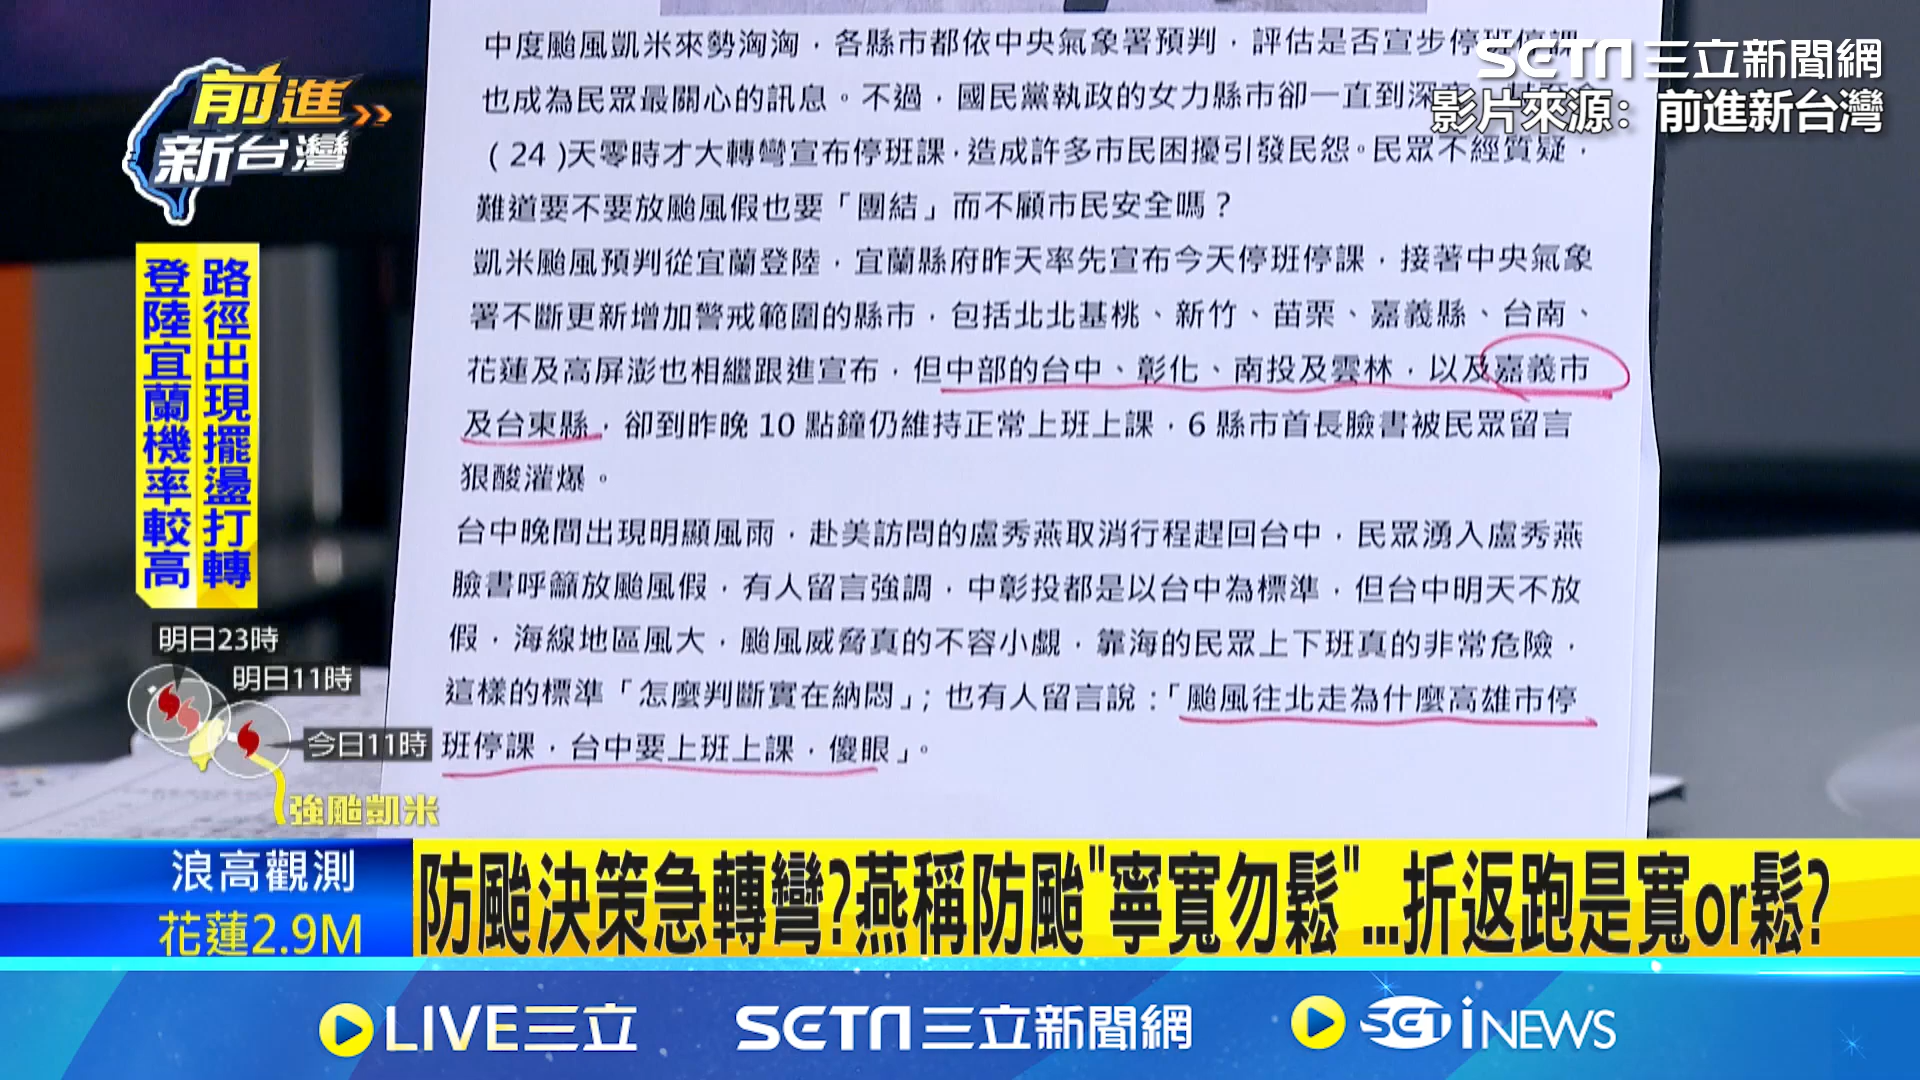 中度颱風凱米來勢洶洶，各縣市都依中央氣象署預判，評估是否宣步停班停課
也成為民眾最關心的訊息。不過，國民黨執政的女力縣市卻一直到深
(24)天零時才大轉彎宣布停班課，造成許多市民困擾引發民怨。民眾不經質疑，
難道要不要放颱風假也要「團結」而不顧市民安全嗎？
凱米颱風預判從宜蘭登陸，宜蘭縣府昨天率先宣布今天停班停課，接著中央氣象
署不斷更新增加警戒範圍的縣市，包括北北基桃、新竹、苗栗、嘉義縣、台南、
花蓮及高屏澎也相繼跟進宣布，但中部的台中、彰化、南投及雲林，以及嘉義市
及台東縣，卻到昨晚10點鐘仍維持正常上班上課，6縣市首長臉書被民眾留言
狠酸灌爆。
台中晚間出現明顯風雨，赴美訪問的盧秀燕取消行程趕回台中，民眾湧入盧秀燕
臉書呼籲放颱風假，有人留言強調，中彰投都是以台中為標準，但台中明天不放
假，海線地區風大，颱風威脅真的不容小覷，靠海的民眾上下班真的非常危險，
這樣的標準「怎麼判斷實在納悶」；也有人留言說：「颱風往北走為什麼高雄市停
班停課，台中要上班上課，傻眼」。
SETN三立新聞網
影片來源：前進新台灣
前進
新台灣
路徑出現擺盪打轉
登陸宜蘭機率較高
明日23時
明日11時
今日11時
強颱凱米
浪高觀測
花蓮2.9M
防颱決策急轉彎?燕稱防颱"寧寬勿鬆"...折返跑是寬or鬆?
LIVE三立
SETN三立新聞網
SETiNEWS